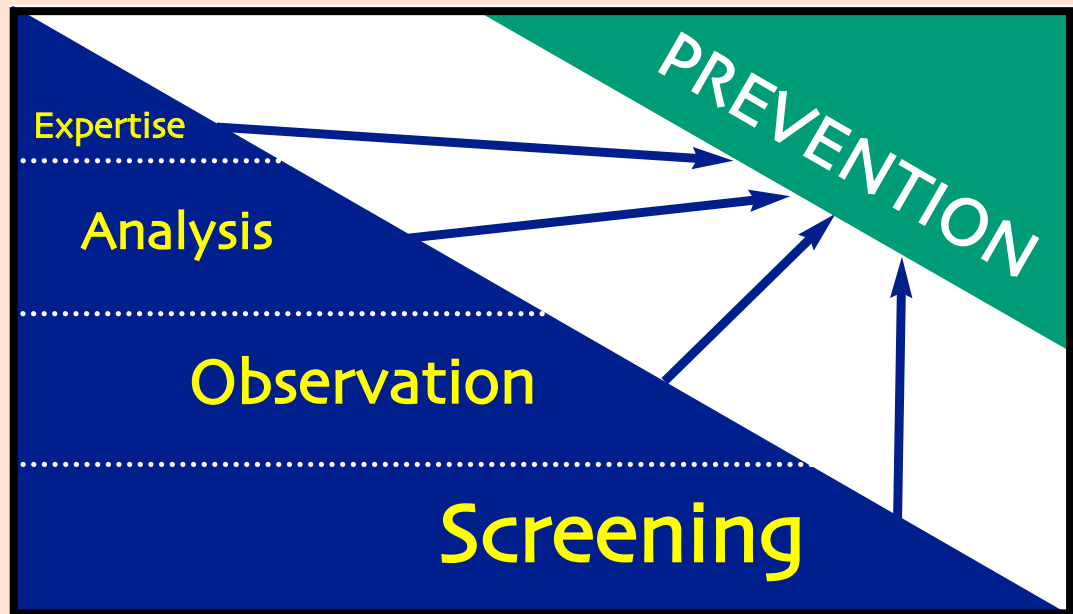 PREVENTION
Expertise
Analysis
Observation
Screening